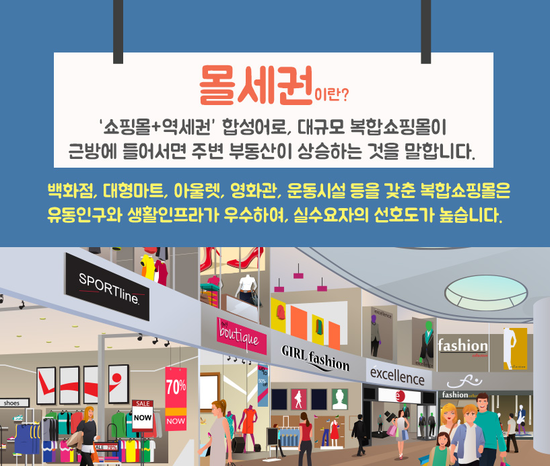 몰세권이란?
'쇼핑몰+역세권' 합성어로, 대규모 복합쇼핑몰이
근방에 들어서면 주변 부동산이 상승하는 것을 말합니다.
백화점, 대형마트, 아울렛, 영화관, 운동시설 등을 갖춘 복합쇼핑몰은
유동인구와 생활인프라가 우수하여, 실수요자의 선호도가 높습니다.
SPORTline.
boutique
GIRL fashion
excellence
fashion
fashion
shoes
SALE
NOW
NOW
70%
NOW